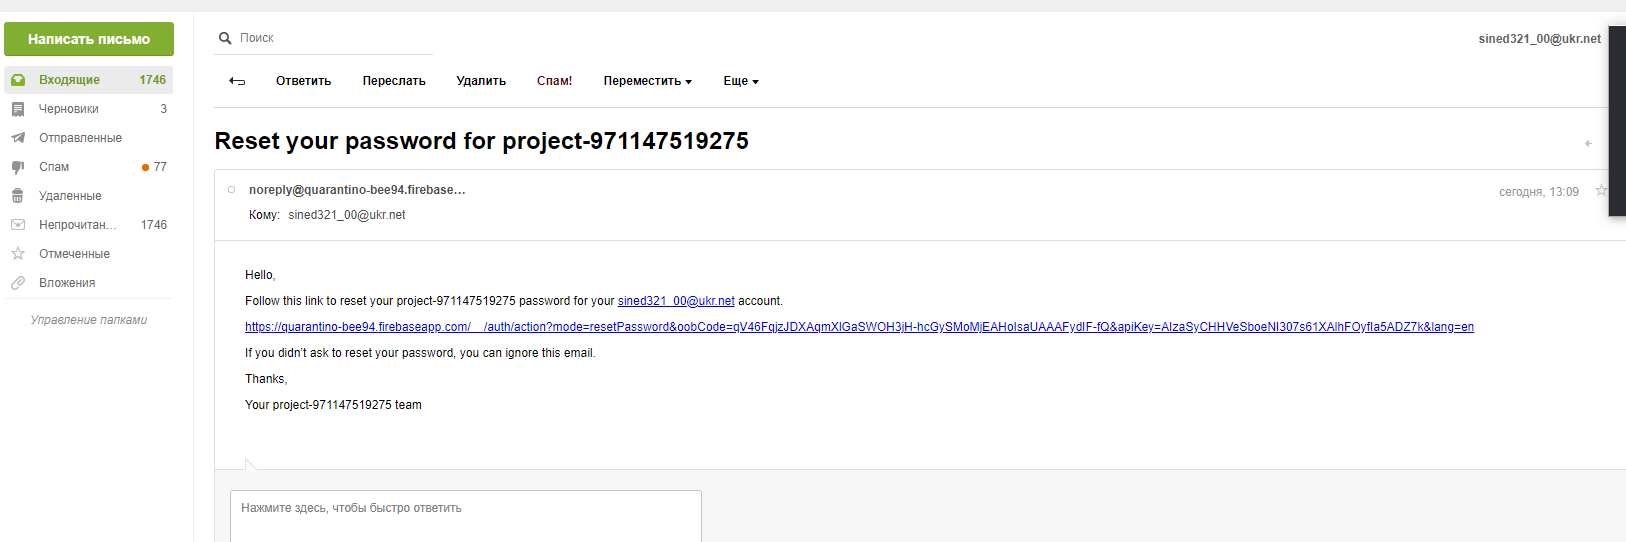 Написать письмо
Поиск
sined321_00@ukr.net
Входящие 1746
Черновики 3
Отправленные
Спам 77
Удаленные
Непрочитан... 1746
Отмеченные
Вложения
Управление папками
Ответить Переслать Удалить Спам! Переместить Еще
Reset your password for project-971147519275
noreply@quarantino-bee94.firebase...
сегодня, 13:09
Кому: sined321_00@ukr.net
Hello,
Follow this link to reset your project-971147519275 password for your sined321_00@ukr.net account.
https://quarantino-bee94.firebaseapp.com/__/auth/action?mode=resetPassword&oobCode=qV46FqjzJDXAqmXlGaSWOH3jH-hcGySMoMjEAHolsaUAAAFydlF-fQ&apiKey=AIzaSyCHHVeSboeNI307s61XAlhFOyfla5ADZ7k&lang=en
If you didn’t ask to reset your password, you can ignore this email.
Thanks,
Your project-971147519275 team
Нажмите здесь, чтобы быстро ответить